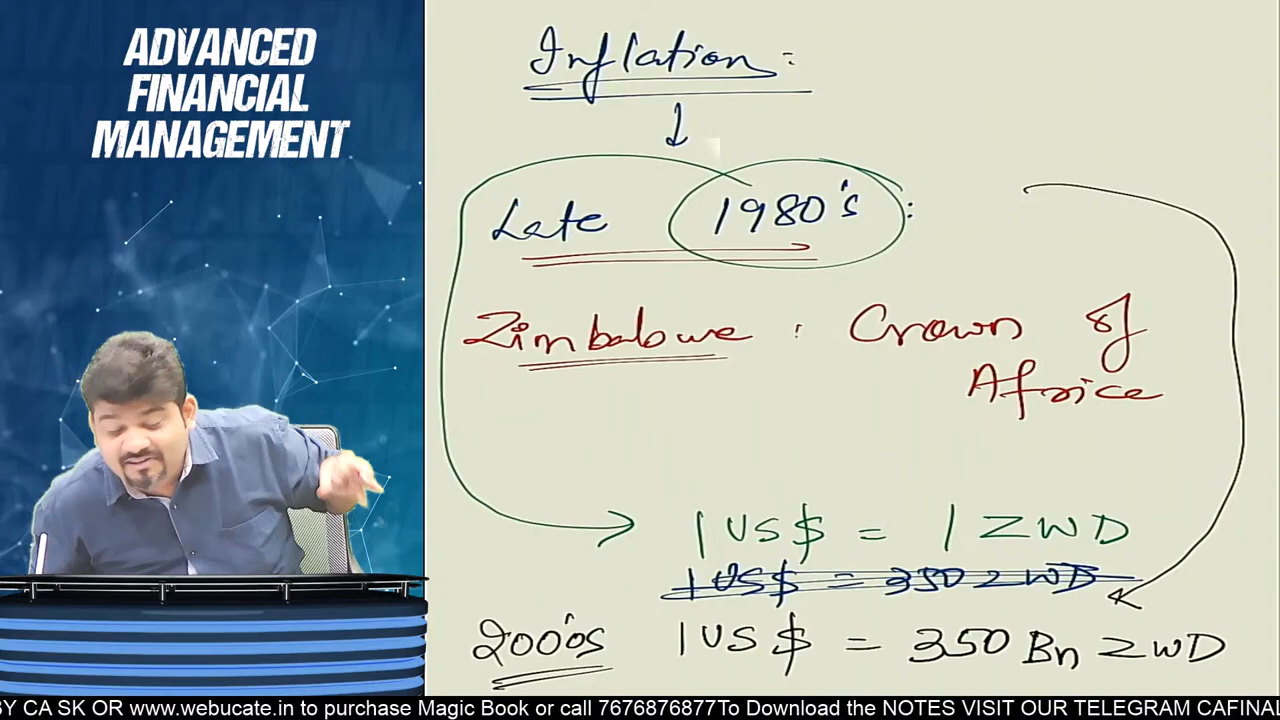 ADVANCED
FINANCIAL
MANAGEMENT
Inflation :
Late 1980's :
Zimbabwe : Crown of
Africa
1 US $ = 1 ZWD
1 US $ = 350 ZWD
2000's 1 US $ = 350 Bn ZWD
BY CA SK OR www.webucate.in to purchase Magic Book or call 7676876877To Download the NOTES VISIT OUR TELEGRAM CAFINAL